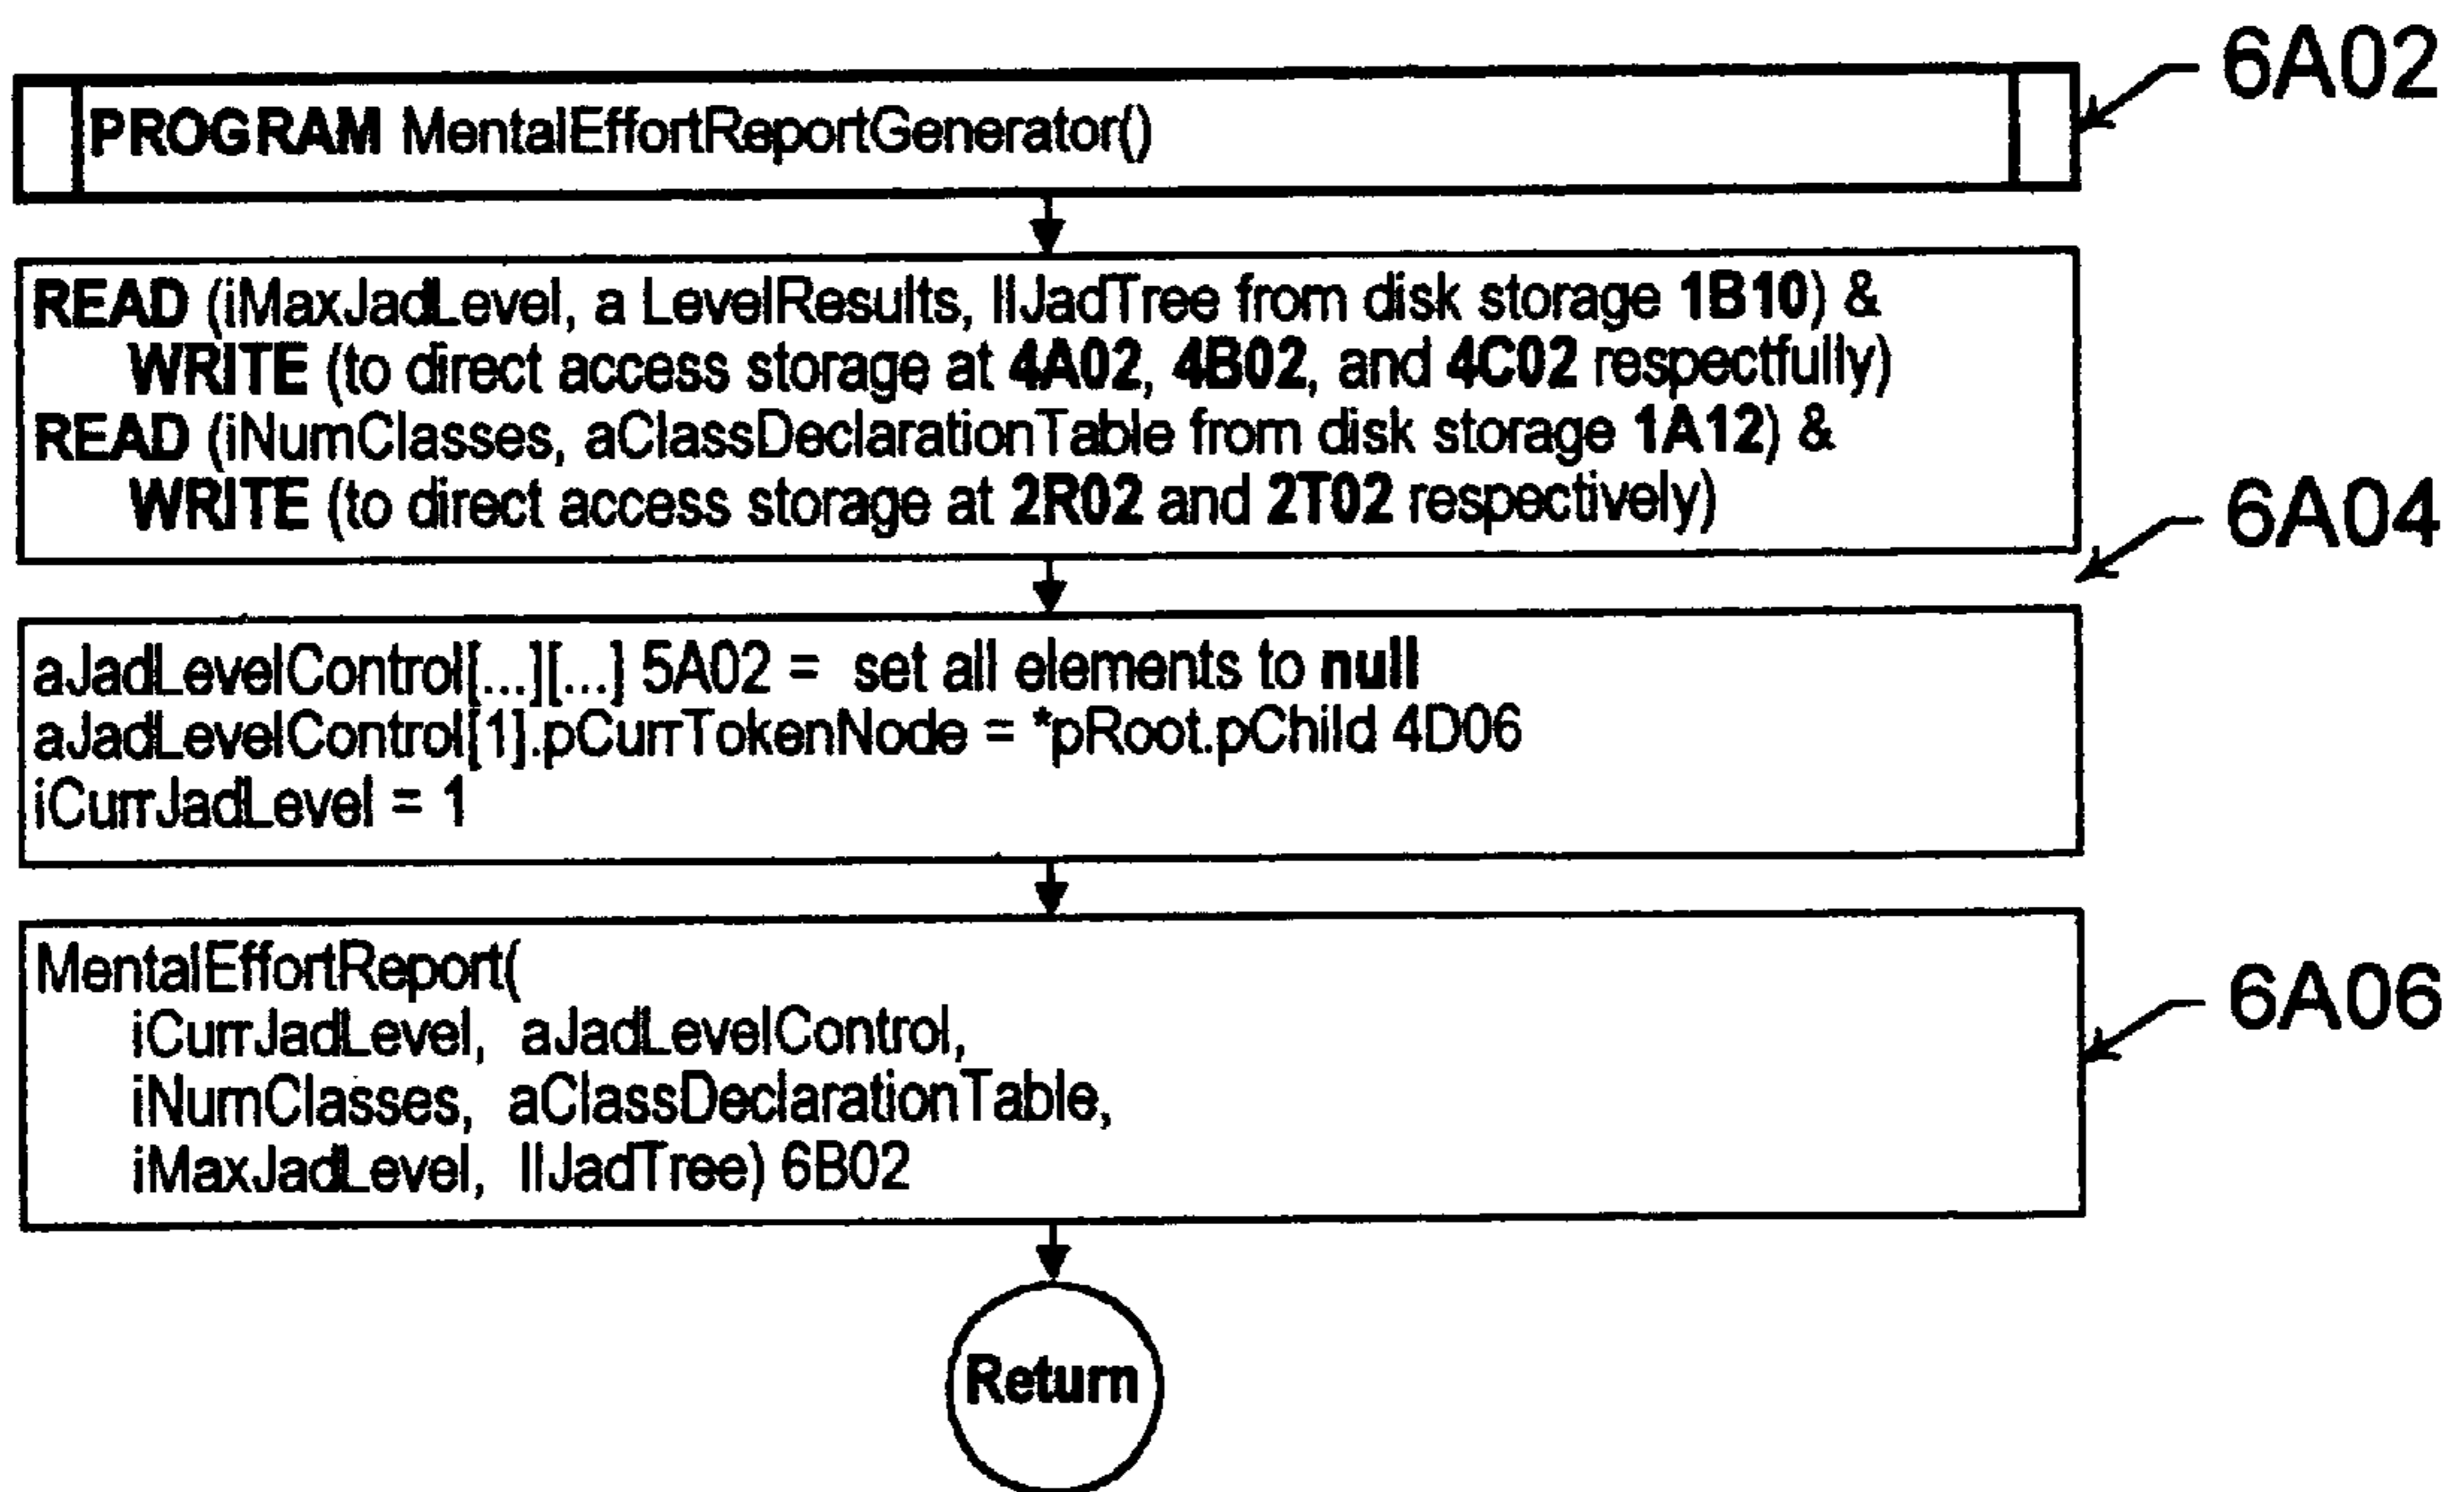 6A02
PROGRAM MentalEffortReportGenerator()
READ (iMaxJadLevel, a LevelResults, llJadTree from disk storage 1B10) &
WRITE (to direct access storage at 4A02, 4B02, and 4C02 respectfully)
READ (iNumClasses, aClassDeclarationTable from disk storage 1A12) &
WRITE (to direct access storage at 2R02 and 2T02 respectively)
6A04
aJadLevelControl[...][...] 5A02 = set all elements to null
aJadLevelControl[1].pCurrTokenNode = *pRoot.pChild 4D06
iCurrJadLevel = 1
MentalEffortReport(
iCurrJadLevel, aJadLevelControl,
iNumClasses, aClassDeclarationTable,
iMaxJadLevel, llJadTree) 6B02
6A06
Return